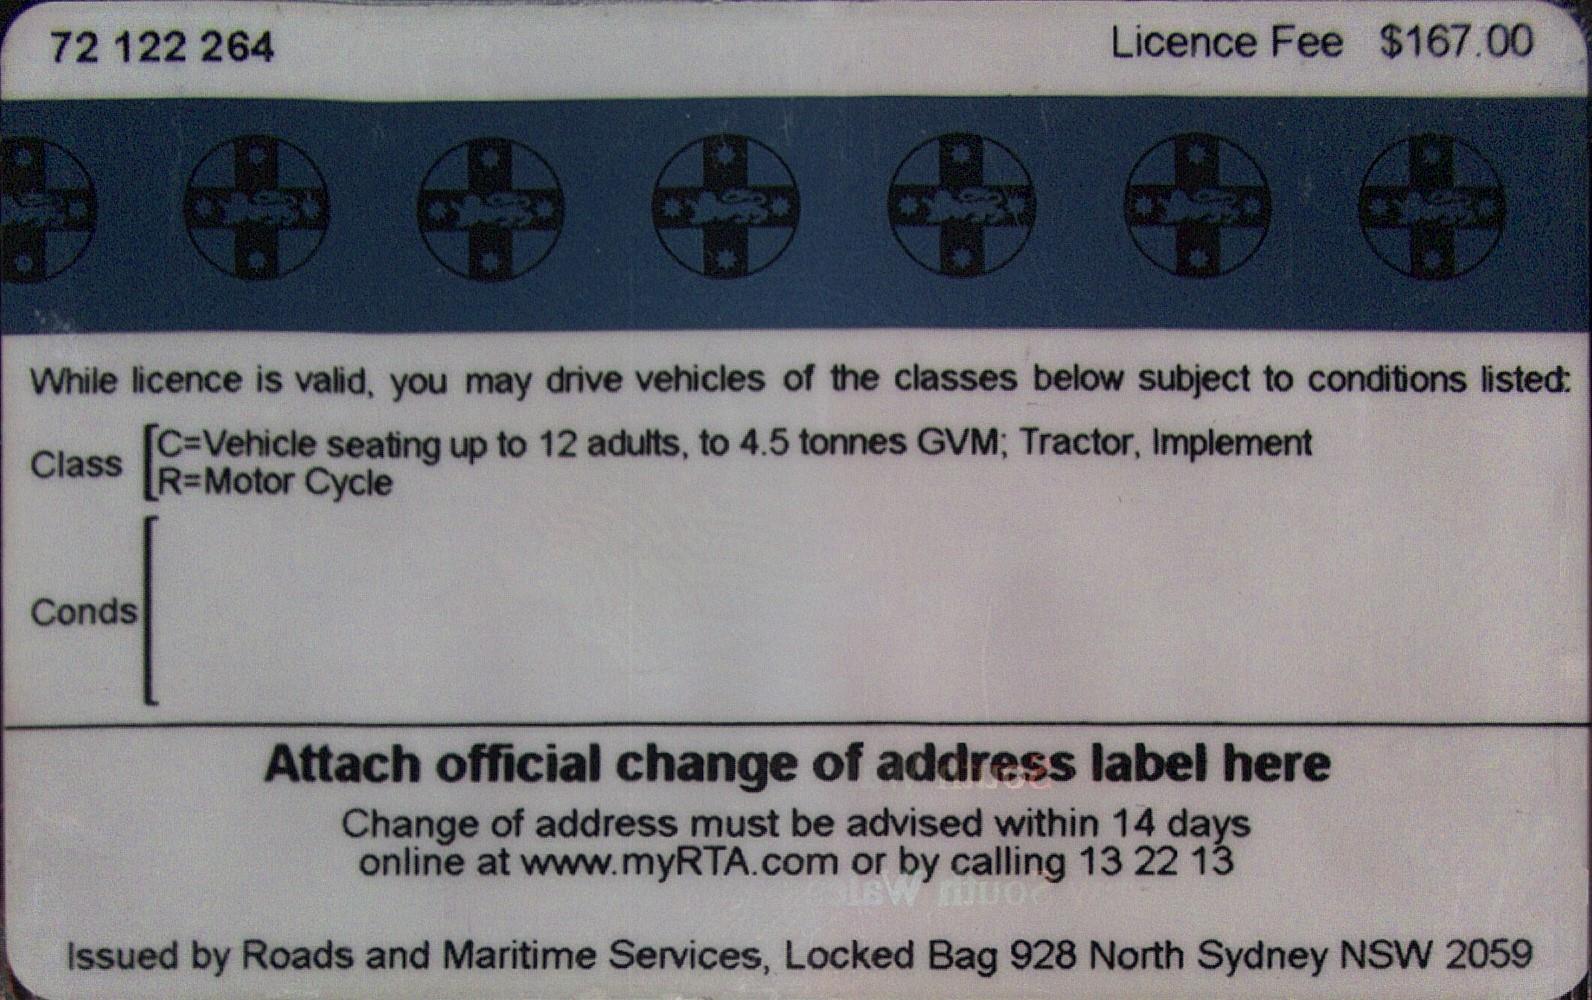 72 122 264 Licence Fee $167.00
While licence is valid, you may drive vehicles of the classes below subject to conditions listed:
Class C=Vehicle seating up to 12 adults, to 4.5 tonnes GVM; Tractor, Implement
R=Motor Cycle
Conds
Attach official change of address label here
Change of address must be advised within 14 days
online at www.myRTA.com or by calling 13 22 13
South Wales
Issued by Roads and Maritime Services, Locked Bag 928 North Sydney NSW 2059